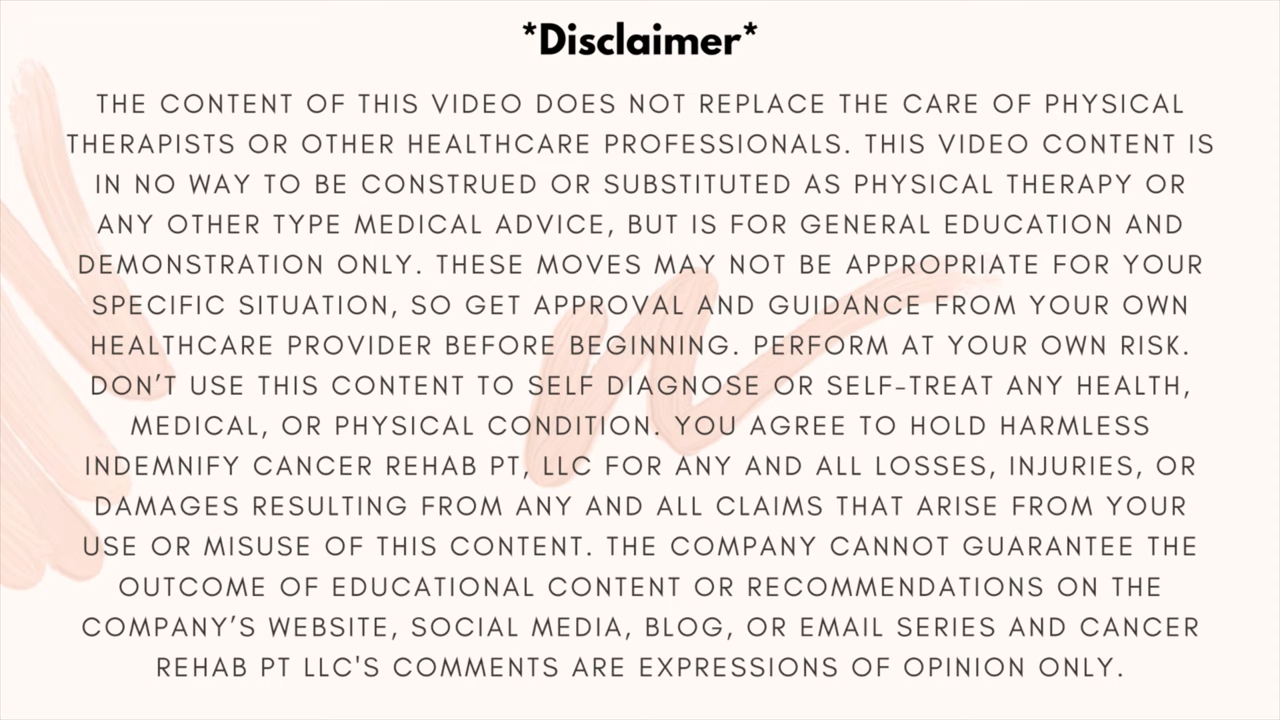 *Disclaimer*
THE CONTENT OF THIS VIDEO DOES NOT REPLACE THE CARE OF PHYSICAL
THERAPISTS OR OTHER HEALTHCARE PROFESSIONALS. THIS VIDEO CONTENT IS
IN NO WAY TO BE CONSTRUED OR SUBSTITUTED AS PHYSICAL THERAPY OR
ANY OTHER TYPE MEDICAL ADVICE, BUT IS FOR GENERAL EDUCATION AND
DEMONSTRATION ONLY. THESE MOVES MAY NOT BE APPROPRIATE FOR YOUR
SPECIFIC SITUATION, SO GET APPROVAL AND GUIDANCE FROM YOUR OWN
HEALTHCARE PROVIDER BEFORE BEGINNING. PERFORM AT YOUR OWN RISK.
DON’T USE THIS CONTENT TO SELF DIAGNOSE OR SELF-TREAT ANY HEALTH,
MEDICAL, OR PHYSICAL CONDITION. YOU AGREE TO HOLD HARMLESS
INDEMNIFY CANCER REHAB PT, LLC FOR ANY AND ALL LOSSES, INJURIES, OR
DAMAGES RESULTING FROM ANY AND ALL CLAIMS THAT ARISE FROM YOUR
USE OR MISUSE OF THIS CONTENT. THE COMPANY CANNOT GUARANTEE THE
OUTCOME OF EDUCATIONAL CONTENT OR RECOMMENDATIONS ON THE
COMPANY’S WEBSITE, SOCIAL MEDIA, BLOG, OR EMAIL SERIES AND CANCER
REHAB PT LLC'S COMMENTS ARE EXPRESSIONS OF OPINION ONLY.